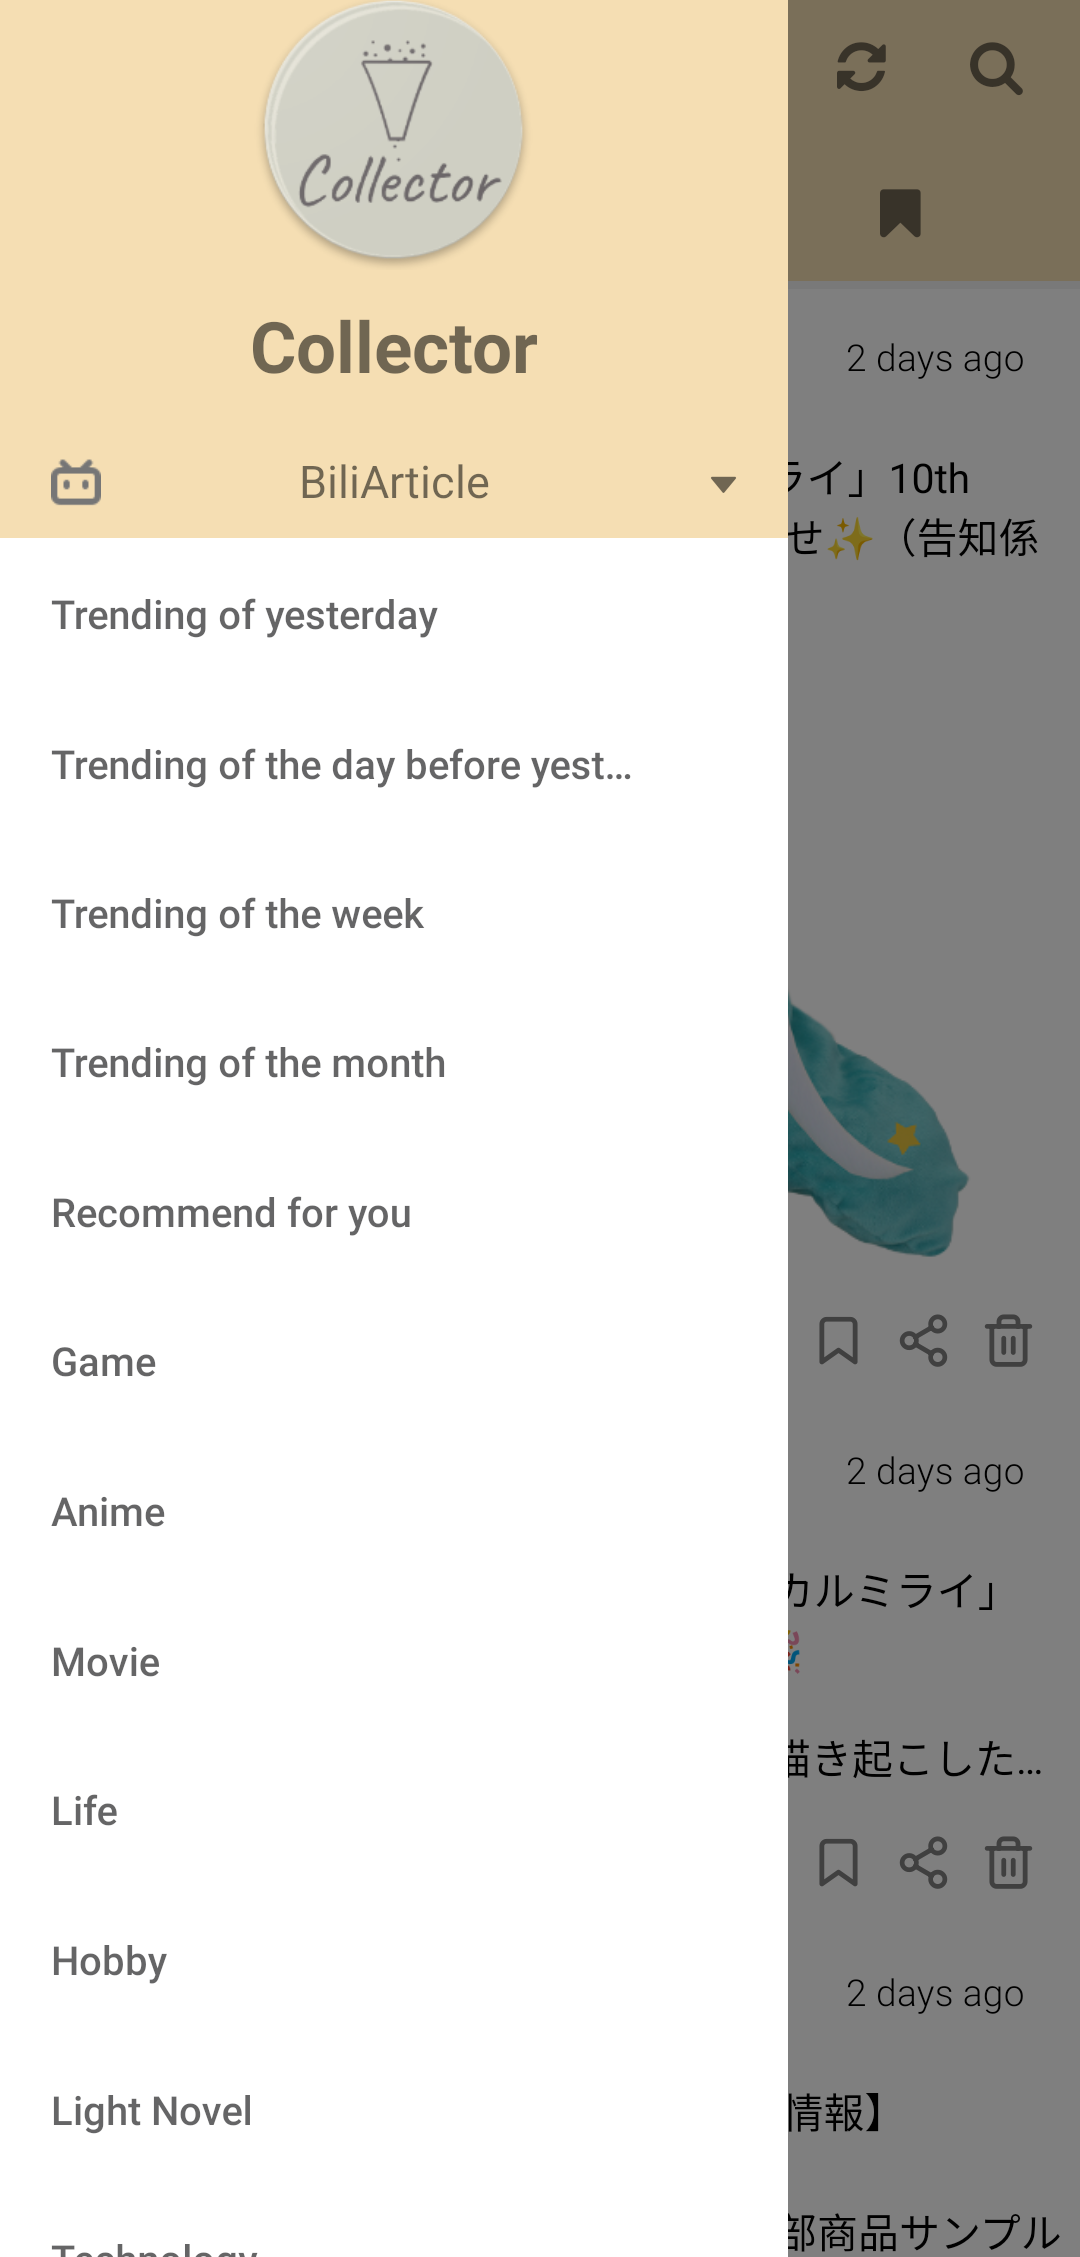 Collector
Collector
BiliArticle
Trending of yesterday
Trending of the day before yest...
Trending of the week
Trending of the month
Recommend for you
Game
Anime
Movie
Life
Hobby
Light Novel
Technology
2 days ago
ライ」10th
せ✨（告知係
2 days ago
カルミライ」
描き起こした...
2 days ago
情報】
部商品サンプル